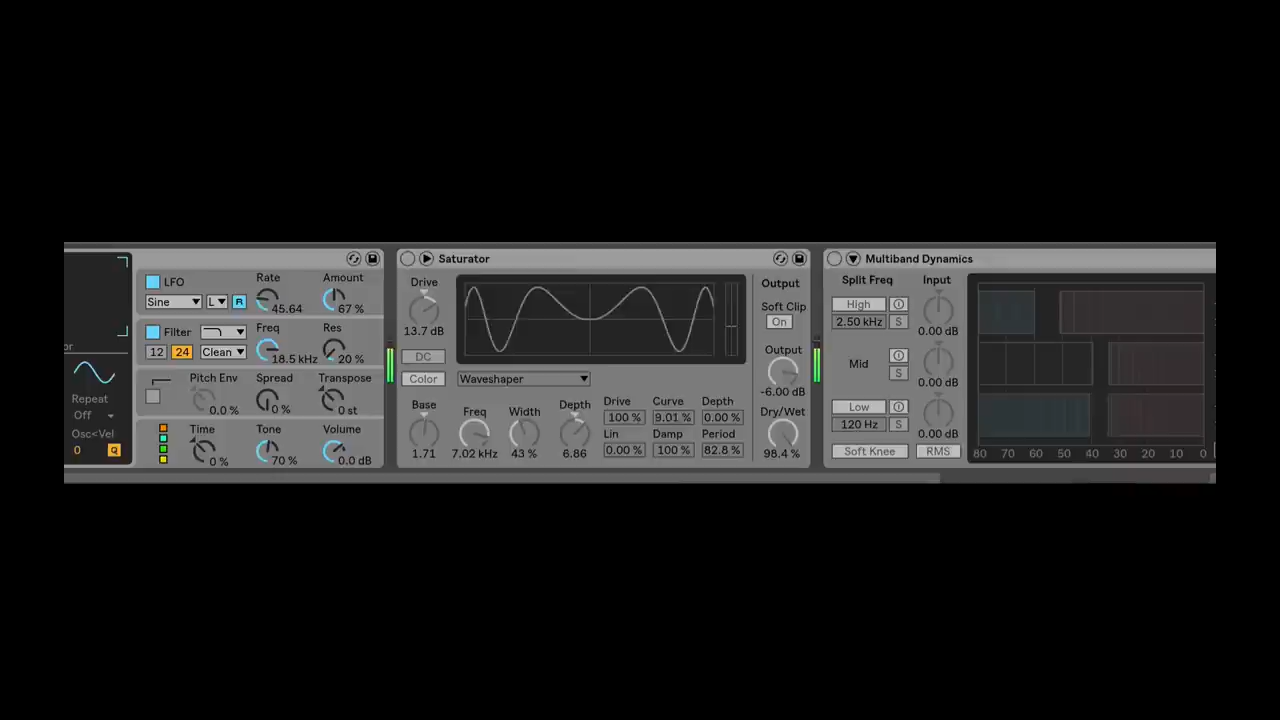 or
Repeat
Off
Osc<Vel
0 Q
LFO Rate Amount
Sine L R 45.64 67 %
Filter Freq Res
12 24 Clean 18.5 kHz 20 %
Pitch Env Spread Transpose
0.0 % 0 % 0 st
Time Tone Volume
0 % 70 % 0.0 dB
Saturator
Drive
13.7 dB
DC
Color Waveshaper
Base Freq Width Depth
1.71 7.02 kHz 43 % 6.86
Drive Curve Depth
100 % 9.01 % 0.00 %
Lin Damp Period
0.00 % 100 % 82.8 %
Output
Soft Clip
On
Output
-6.00 dB
Dry/Wet
98.4 %
Multiband Dynamics
Split Freq Input
High
2.50 kHz S 0.00 dB
Mid
S 0.00 dB
Low
120 Hz S 0.00 dB
Soft Knee RMS
80 70 60 50 40 30 20 10 0